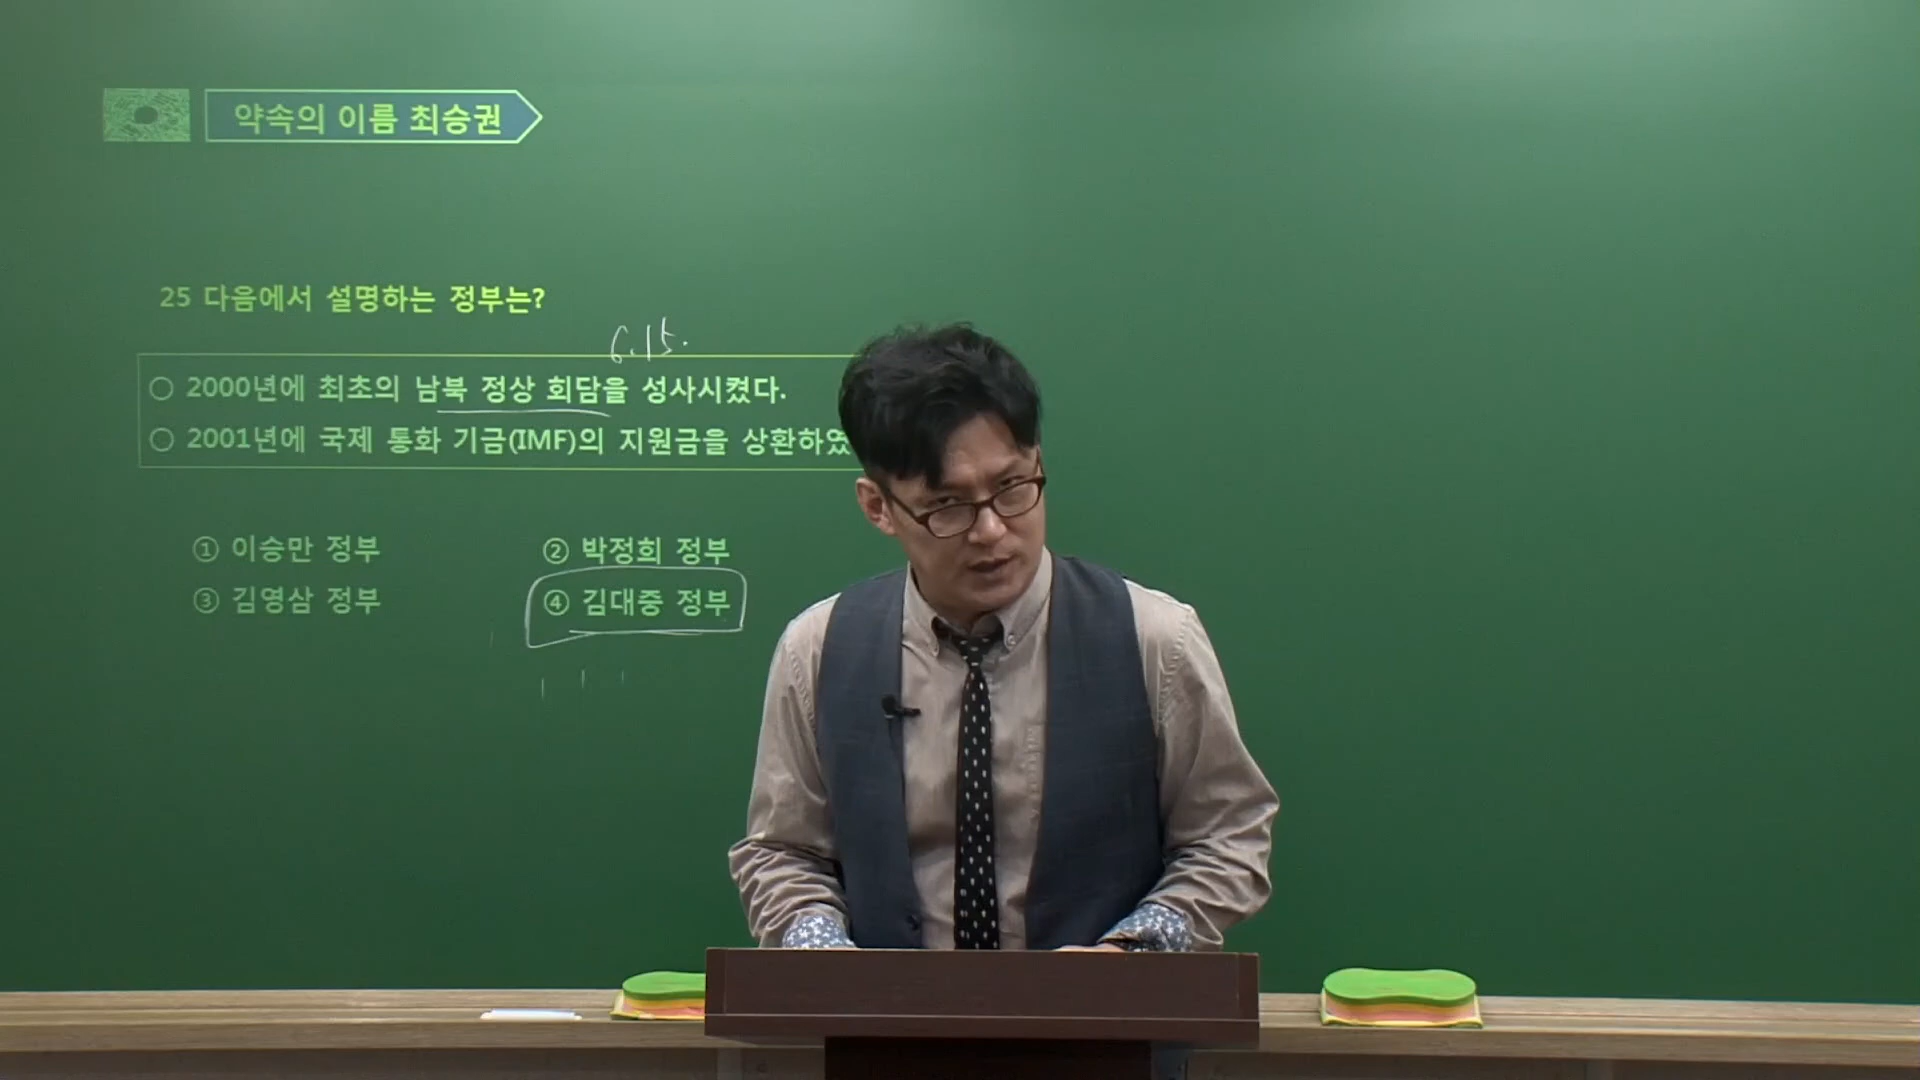 약속의 이름 최승권
25 다음에서 설명하는 정부는?
6.15.
○ 2000년에 최초의 남북 정상 회담을 성사시켰다.
○ 2001년에 국제 통화 기금(IMF)의 지원금을 상환하였
① 이승만 정부 ② 박정희 정부
③ 김영삼 정부 ④ 김대중 정부